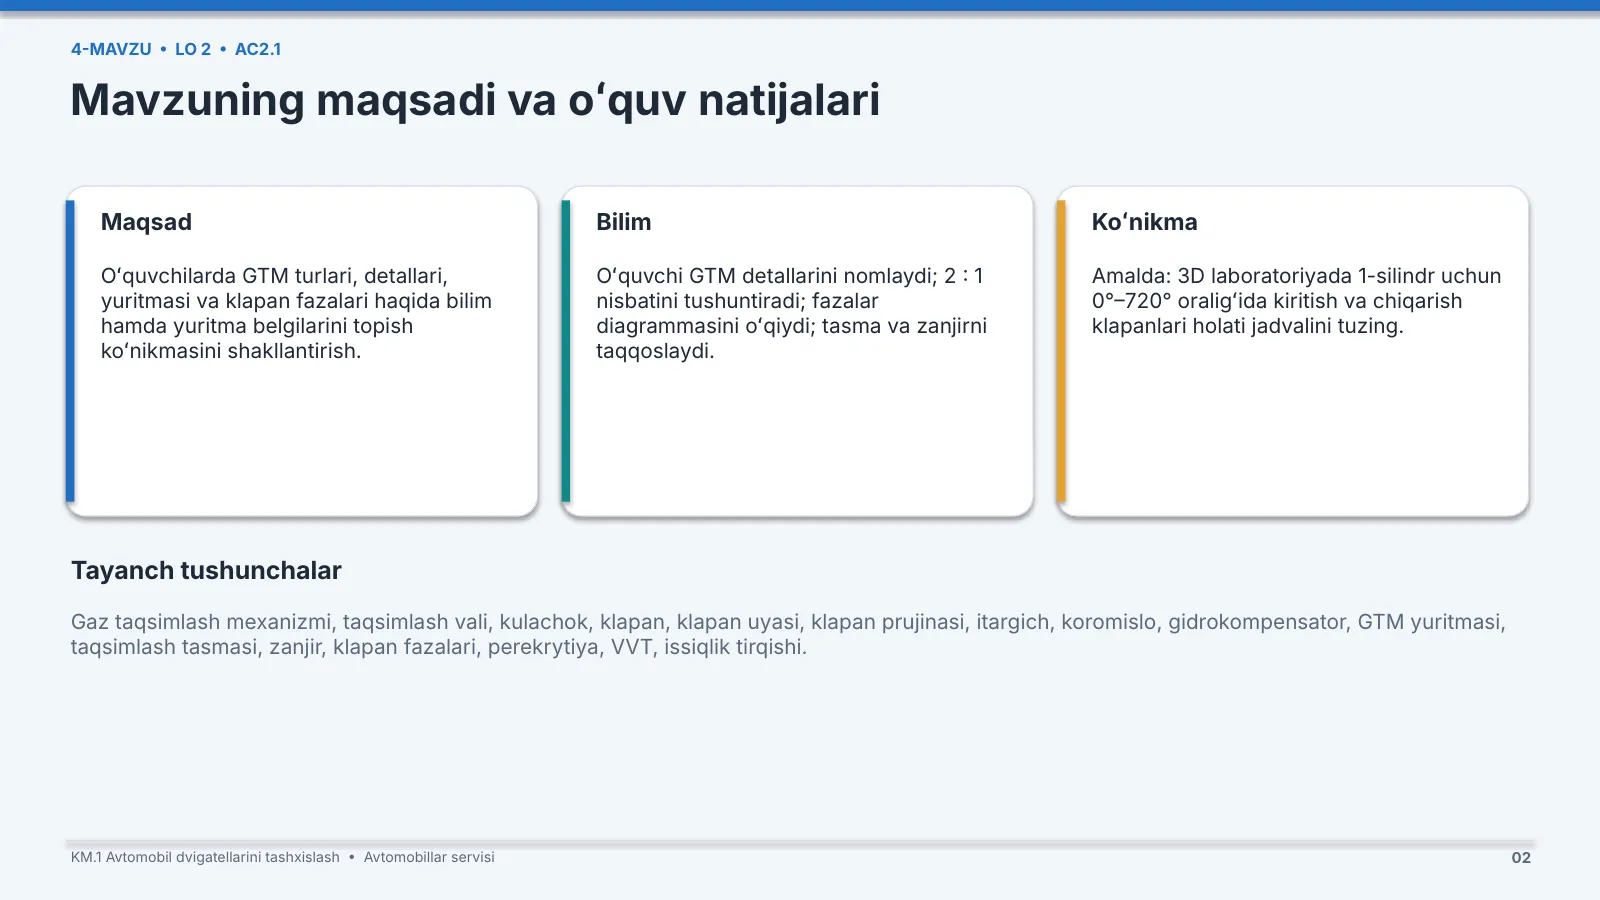 4-MAVZU • LO 2 • AC2.1
Mavzuning maqsadi va oʻquv natijalari
Maqsad
Oʻquvchilarda GTM turlari, detallari,
yuritmasi va klapan fazalari haqida bilim
hamda yuritma belgilarini topish
koʻnikmasini shakllantirish.
Bilim
Oʻquvchi GTM detallarini nomlaydi; 2 : 1
nisbatini tushuntiradi; fazalar
diagrammasini oʻqiydi; tasma va zanjirni
taqqoslaydi.
Koʻnikma
Amalda: 3D laboratoriyada 1-silindr uchun
0°–720° oraligʻida kiritish va chiqarish
klapanlari holati jadvalini tuzing.
Tayanch tushunchalar
Gaz taqsimlash mexanizmi, taqsimlash vali, kulachok, klapan, klapan uyasi, klapan prujinasi, itargich, koromislo, gidrokompensator, GTM yuritmasi,
taqsimlash tasmasi, zanjir, klapan fazalari, perekrytiya, VVT, issiqlik tirqishi.
KM.1 Avtomobil dvigatellarini tashxislash • Avtomobillar servisi
02